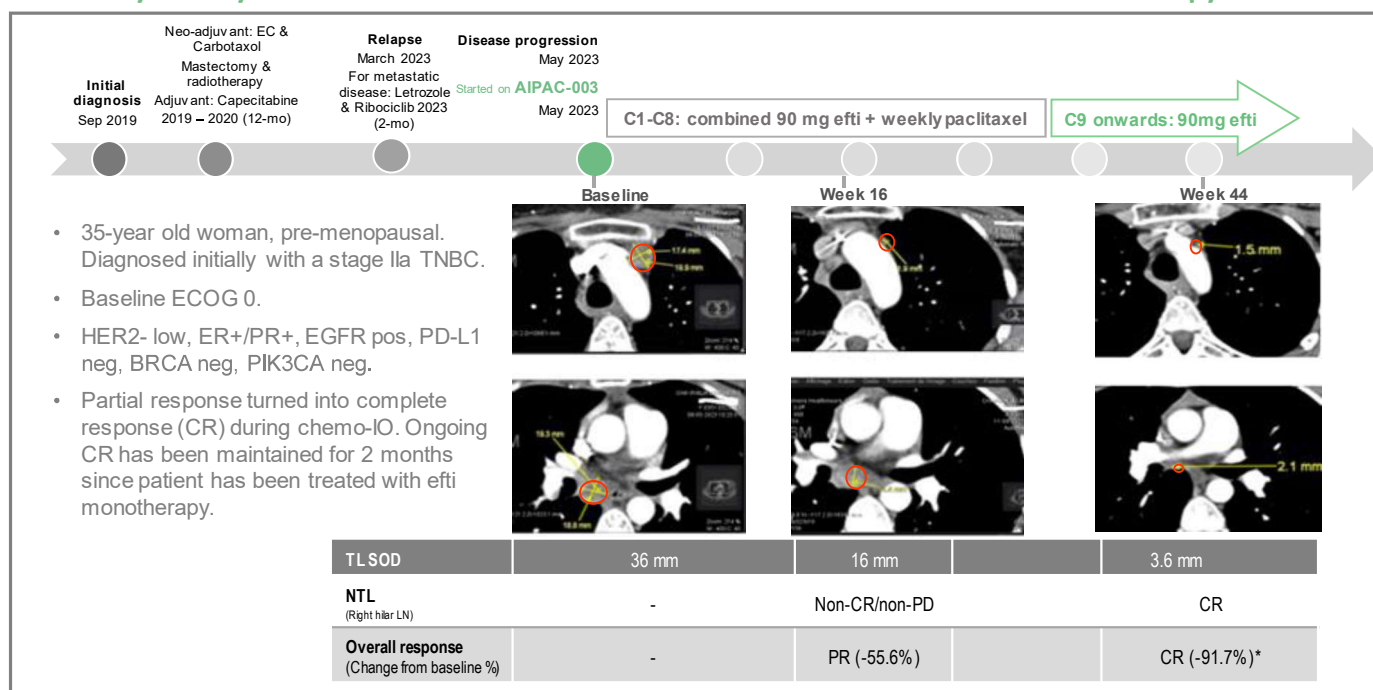 Neo-adjuvant: EC &
Carbotaxol
Mastectomy &
radiotherapy
Adjuvant: Capecitabine
2019 – 2020 (12-mo)
Initial
diagnosis
Sep 2019
Relapse
March 2023
For metastatic
disease: Letrozole
& Ribociclib 2023
(2-mo)
Disease progression
May 2023
Started on AIPAC-003
May 2023
C1-C8: combined 90 mg efti + weekly paclitaxel
C9 onwards: 90mg efti
Baseline
Week 16
Week 44
• 35-year old woman, pre-menopausal.
Diagnosed initially with a stage IIa TNBC.
• Baseline ECOG 0.
• HER2- low, ER+/PR+, EGFR pos, PD-L1
neg, BRCA neg, PIK3CA neg.
• Partial response turned into complete
response (CR) during chemo-IO. Ongoing
CR has been maintained for 2 months
since patient has been treated with efti
monotherapy.
17.4 mm
1.5 mm
2.1 mm
TLSOD 36 mm 16 mm 3.6 mm
NTL
(Right hilar LN) - Non-CR/non-PD CR
Overall response
(Change from baseline %) - PR (-55.6%) CR (-91.7%)*